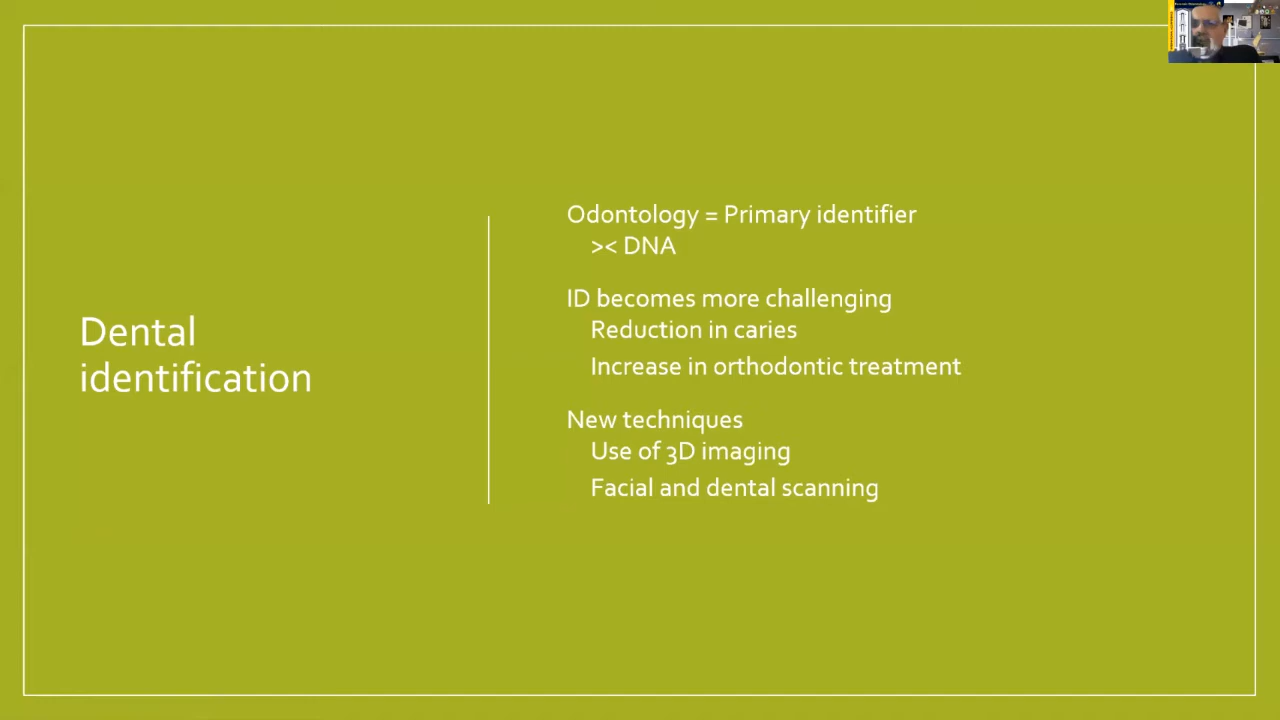 Dental
identification
Odontology = Primary identifier
>< DNA
ID becomes more challenging
Reduction in caries
Increase in orthodontic treatment
New techniques
Use of 3D imaging
Facial and dental scanning